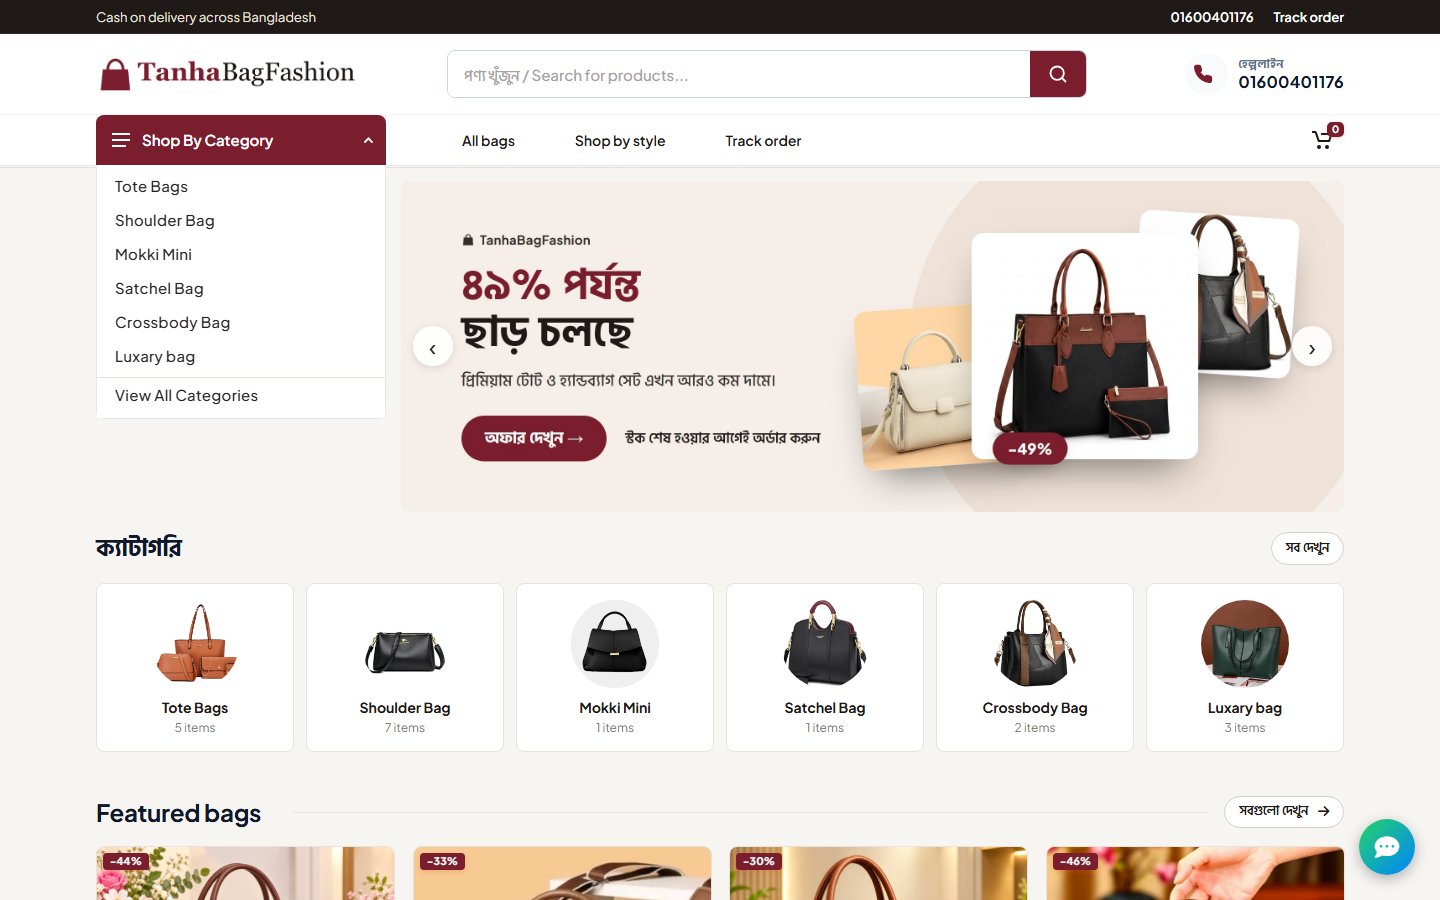 Cash on delivery across Bangladesh
01600401176 Track order
TanhaBagFashion
পণ্য খুঁজুন / Search for products...
হেল্পলাইন
01600401176
Shop By Category
All bags Shop by style Track order
0
Tote Bags
Shoulder Bag
Mokki Mini
Satchel Bag
Crossbody Bag
Luxary bag
View All Categories
TanhaBagFashion
৪৯% পর্যন্ত
ছাড় চলছে
প্রিমিয়াম টোট ও হ্যান্ডব্যাগ সেট এখন আরও কম দামে।
অফার দেখুন →
স্টক শেষ হওয়ার আগেই অর্ডার করুন
-49%
ক্যাটাগরি
সব দেখুন
Tote Bags
5 items
Shoulder Bag
7 items
Mokki Mini
1 items
Satchel Bag
1 items
Crossbody Bag
2 items
Luxary bag
3 items
Featured bags
সবগুলো দেখুন →
-44%
-33%
-30%
-46%